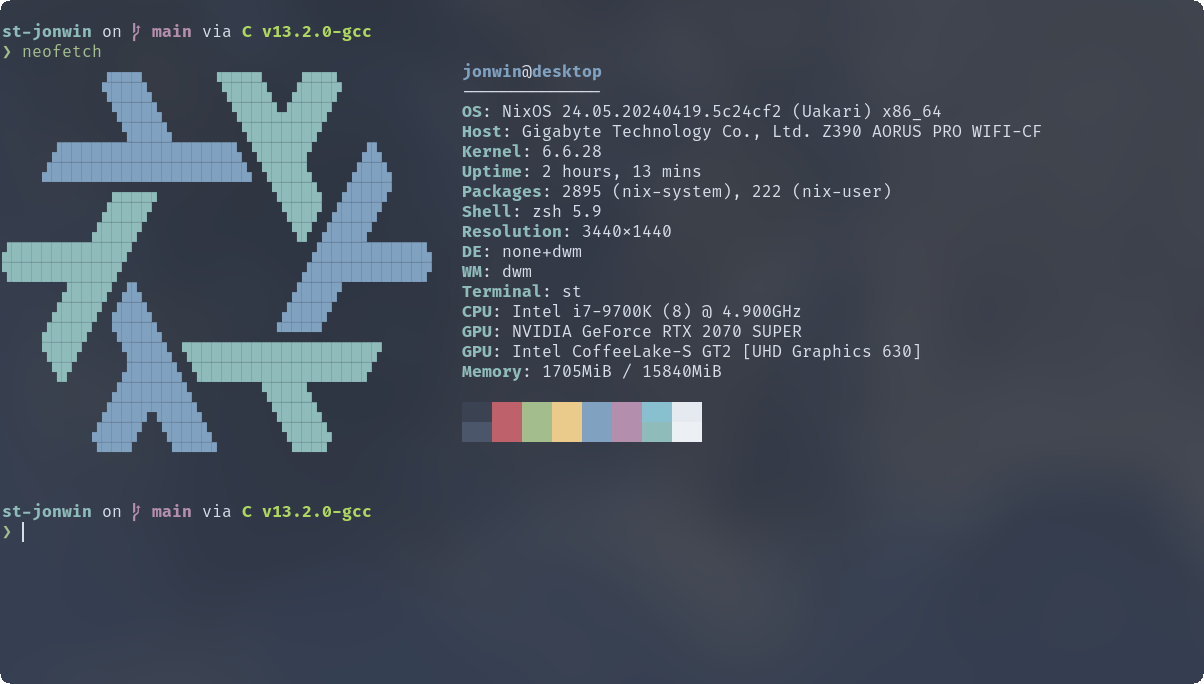 st-jonwin on  main via C v13.2.0-gcc
❯ neofetch
jonwin@desktop
──────────────
OS: NixOS 24.05.20240419.5c24cf2 (Uakari) x86_64
Host: Gigabyte Technology Co., Ltd. Z390 AORUS PRO WIFI-CF
Kernel: 6.6.28
Uptime: 2 hours, 13 mins
Packages: 2895 (nix-system), 222 (nix-user)
Shell: zsh 5.9
Resolution: 3440x1440
DE: none+dwm
WM: dwm
Terminal: st
CPU: Intel i7-9700K (8) @ 4.900GHz
GPU: NVIDIA GeForce RTX 2070 SUPER
GPU: Intel CoffeeLake-S GT2 [UHD Graphics 630]
Memory: 1705MiB / 15840MiB
st-jonwin on  main via C v13.2.0-gcc
❯